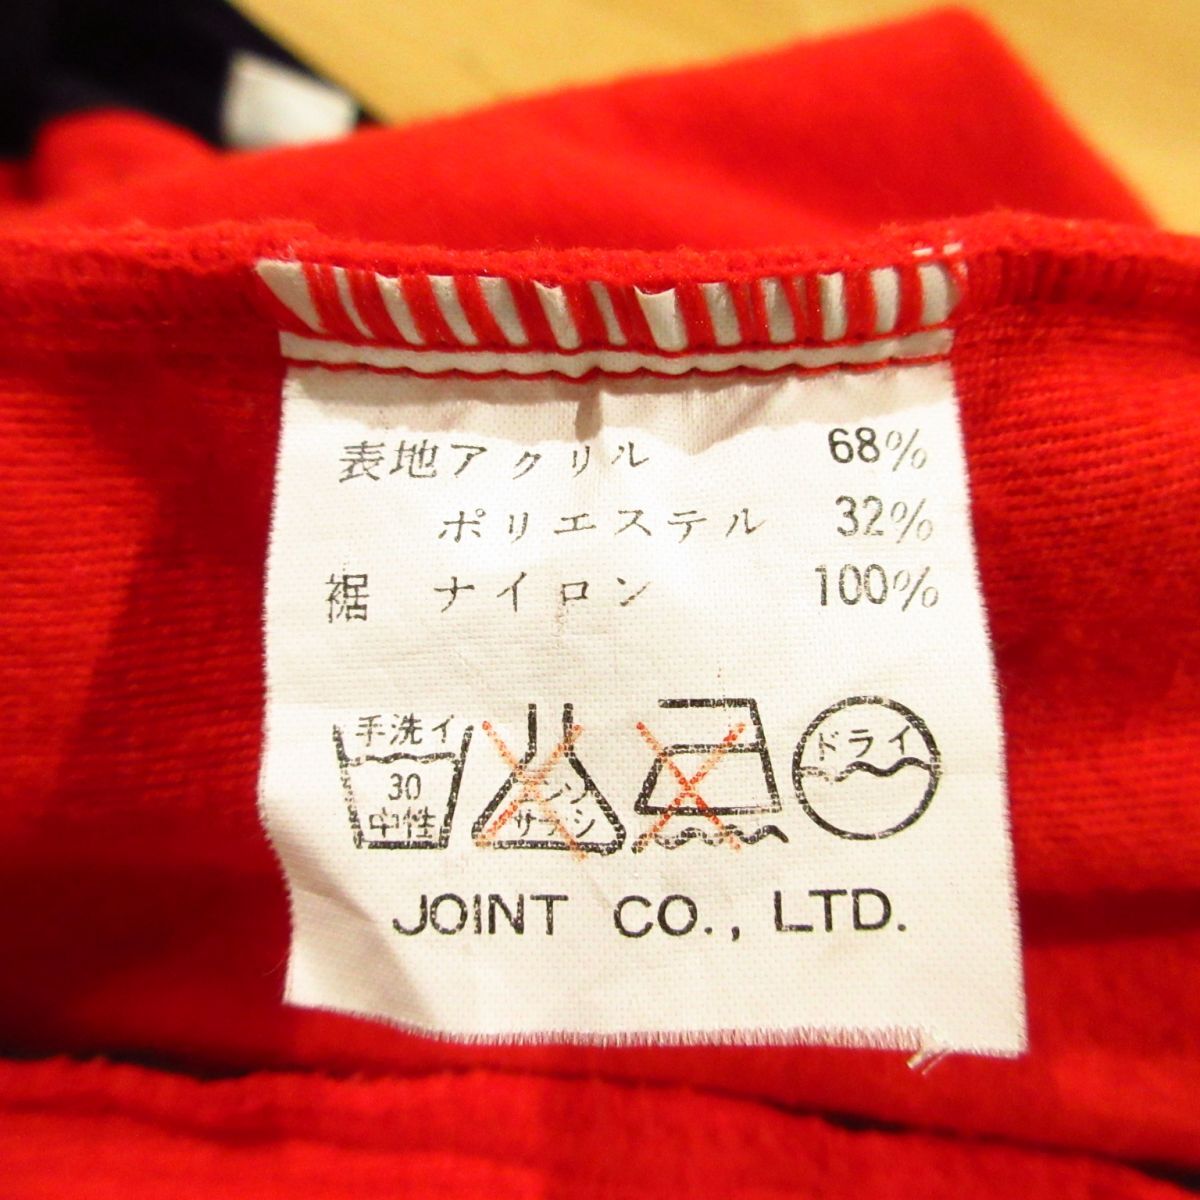 表地アクリル 68%
ポリエステル 32%
裾 ナイロン 100%
手洗イ
30
中性
エンソ
サラシ
ドライ
JOINT CO., LTD.